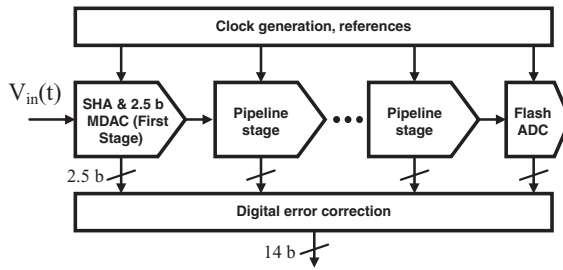 Clock generation, references
V_in(t)
SHA & 2.5 b
MDAC (First
Stage)
Pipeline
stage
Pipeline
stage
Flash
ADC
2.5 b
Digital error correction
14 b